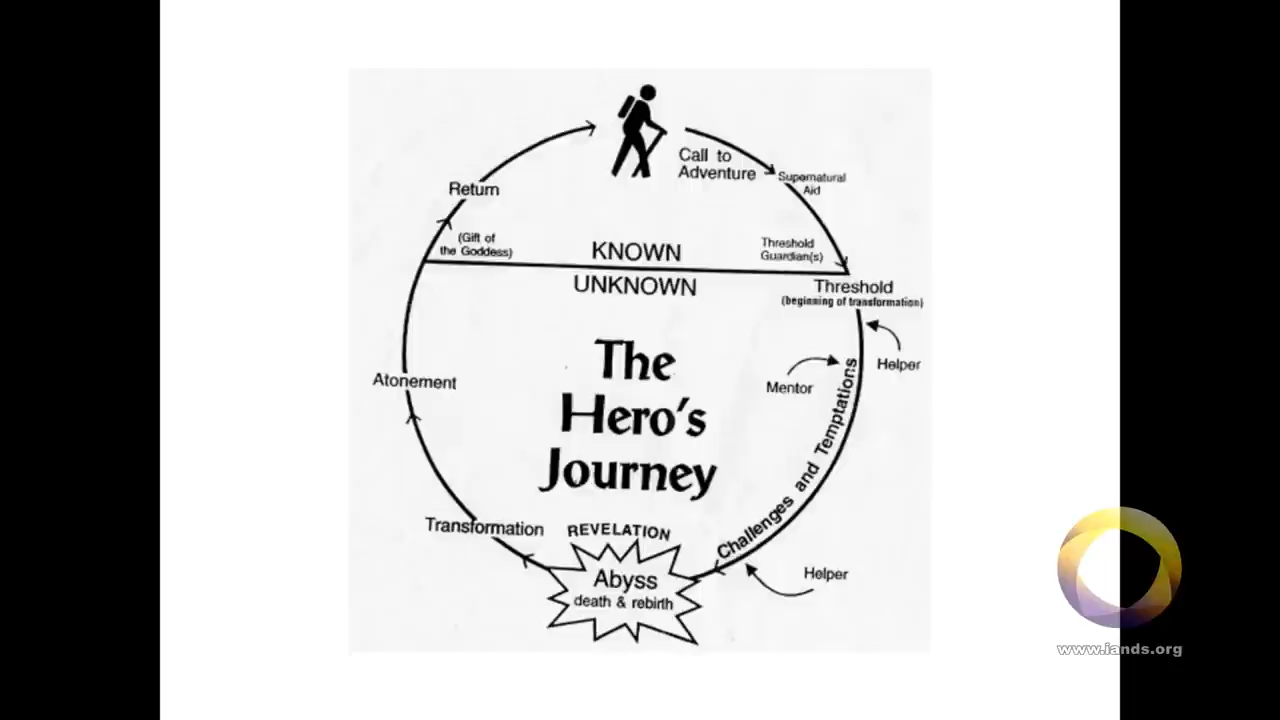 Call to
Adventure
Supernatural
Aid
Threshold
Guardian(s)
Threshold
(beginning of transformation)
Helper
Mentor
Challenges and Temptations
Helper
REVELATION
Abyss
death & rebirth
Transformation
Atonement
(Gift of
the Goddess)
Return
KNOWN
UNKNOWN
The
Hero's
Journey
www.iands.org